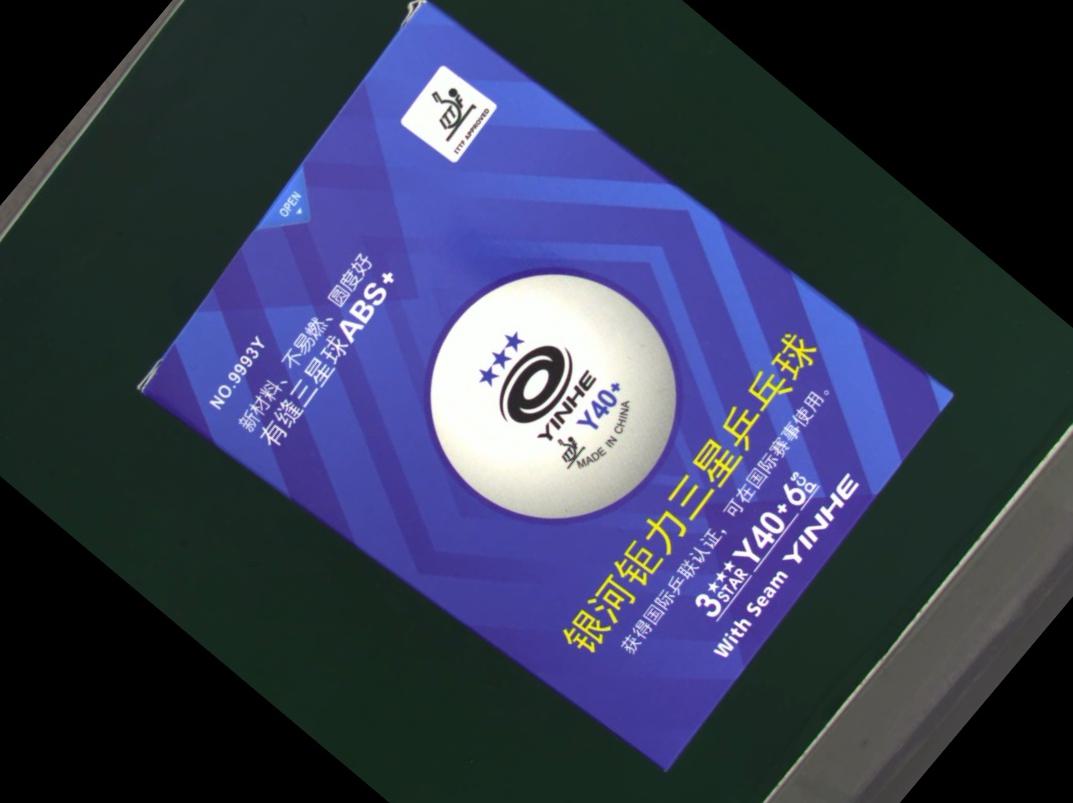 ITTF
ITTF APPROVED
OPEN
NO.9993Y
新材料、不易燃、圆度好
有缝三星球ABS+
YINHE
Y40+
MADE IN CHINA
银河钜力三星乒乓球
获得国际乒联认证，可在国际赛事使用。
3 STAR Y40+ 6
With Seam YINHE